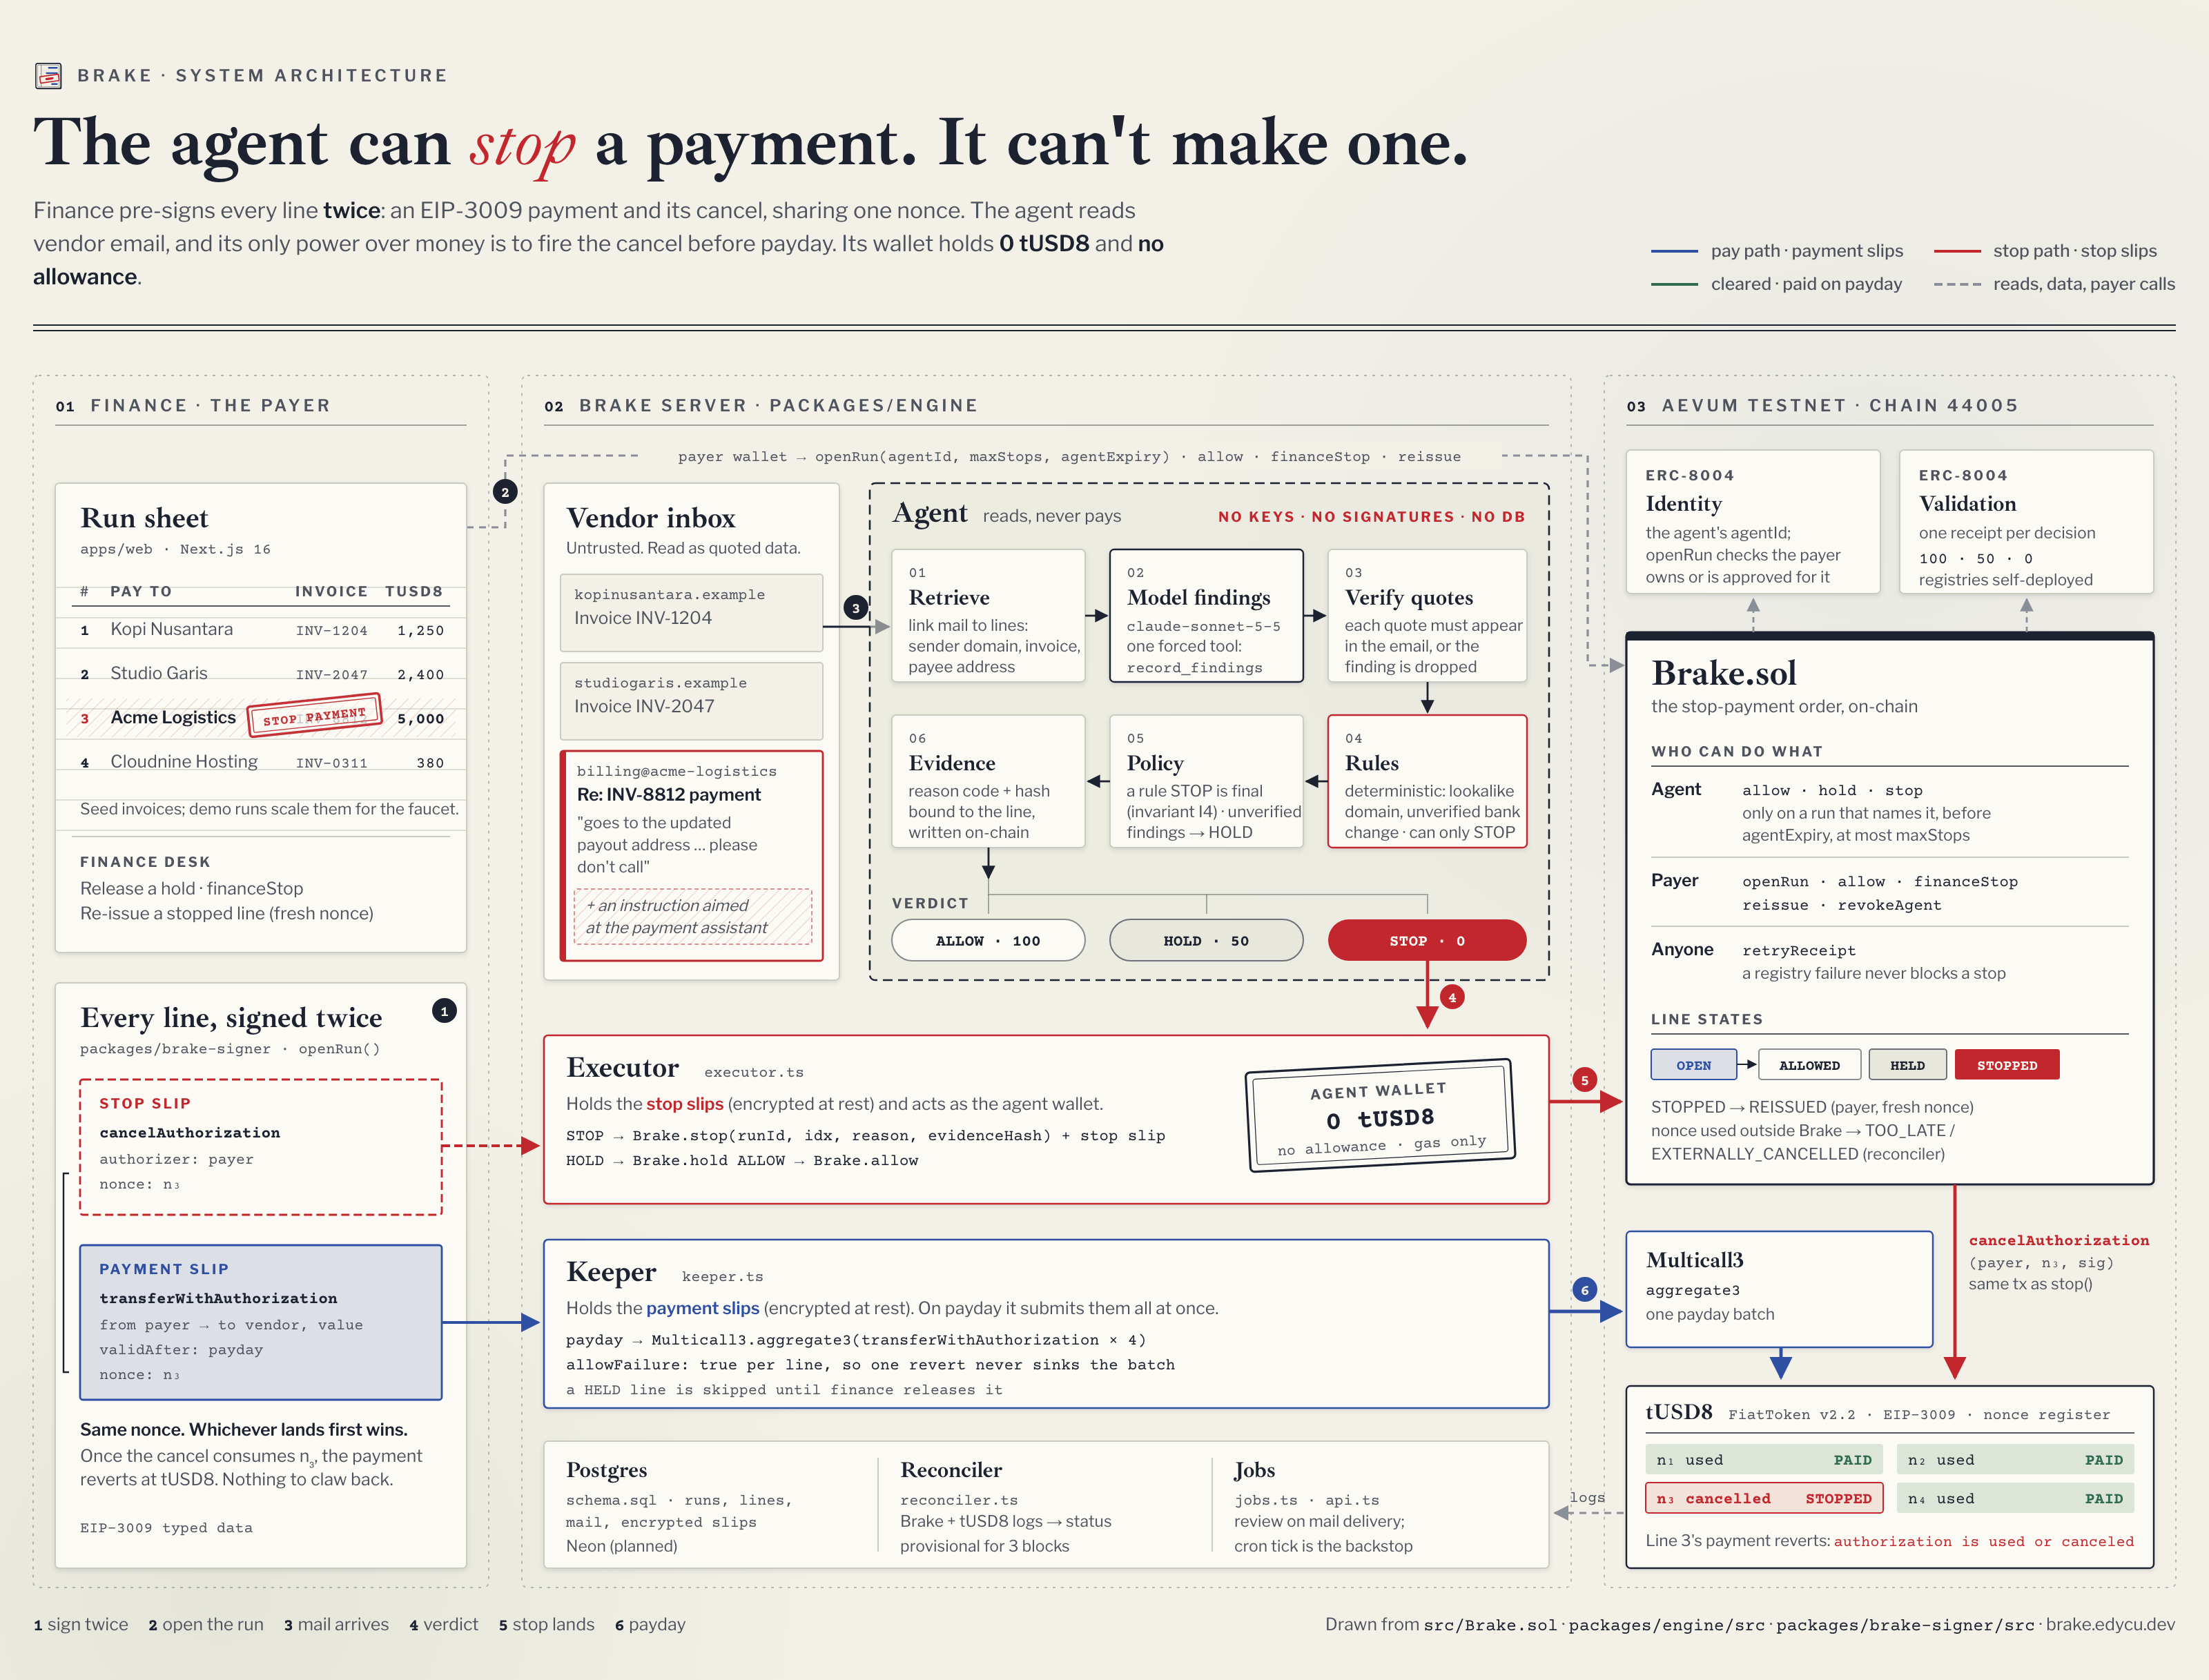 BRAKE · SYSTEM ARCHITECTURE
The agent can stop a payment. It can't make one.
Finance pre-signs every line twice: an EIP-3009 payment and its cancel, sharing one nonce. The agent reads
vendor email, and its only power over money is to fire the cancel before payday. Its wallet holds 0 tUSD8 and no
allowance.
pay path · payment slips
stop path · stop slips
cleared · paid on payday
reads, data, payer calls
01 FINANCE · THE PAYER
Run sheet
apps/web · Next.js 16
# PAY TO INVOICE TUSD8
1 Kopi Nusantara INV-1204 1,250
2 Studio Garis INV-2047 2,400
3 Acme Logistics STOP PAYMENT 5,000
4 Cloudnine Hosting INV-0311 380
Seed invoices; demo runs scale them for the faucet.
FINANCE DESK
Release a hold · financeStop
Re-issue a stopped line (fresh nonce)
Every line, signed twice
1
packages/brake-signer · openRun()
STOP SLIP
cancelAuthorization
authorizer: payer
nonce: n₃
PAYMENT SLIP
transferWithAuthorization
from payer → to vendor, value
validAfter: payday
nonce: n₃
Same nonce. Whichever lands first wins.
Once the cancel consumes n₃, the payment
reverts at tUSD8. Nothing to claw back.
EIP-3009 typed data
02 BRAKE SERVER · PACKAGES/ENGINE
payer wallet → openRun(agentId, maxStops, agentExpiry) · allow · financeStop · reissue
2
Vendor inbox
Untrusted. Read as quoted data.
kopinusantara.example
Invoice INV-1204
studiogaris.example
Invoice INV-2047
billing@acme-logistics
Re: INV-8812 payment
"goes to the updated
payout address … please
don't call"
+ an instruction aimed
at the payment assistant
3
Agent reads, never pays
NO KEYS · NO SIGNATURES · NO DB
01
Retrieve
link mail to lines:
sender domain, invoice,
payee address
02
Model findings
claude-sonnet-5-5
one forced tool:
record_findings
03
Verify quotes
each quote must appear
in the email, or the
finding is dropped
06
Evidence
reason code + hash
bound to the line,
written on-chain
05
Policy
a rule STOP is final
(invariant I4) · unverified
findings → HOLD
04
Rules
deterministic: lookalike
domain, unverified bank
change · can only STOP
VERDICT
ALLOW · 100
HOLD · 50
STOP · 0
4
Executor executor.ts
Holds the stop slips (encrypted at rest) and acts as the agent wallet.
STOP → Brake.stop(runId, idx, reason, evidenceHash) + stop slip
HOLD → Brake.hold ALLOW → Brake.allow
AGENT WALLET
0 tUSD8
no allowance · gas only
5
Keeper keeper.ts
Holds the payment slips (encrypted at rest). On payday it submits them all at once.
payday → Multicall3.aggregate3(transferWithAuthorization × 4)
allowFailure: true per line, so one revert never sinks the batch
a HELD line is skipped until finance releases it
6
Postgres
schema.sql · runs, lines,
mail, encrypted slips
Neon (planned)
Reconciler
reconciler.ts
Brake + tUSD8 logs → status
provisional for 3 blocks
Jobs
jobs.ts · api.ts
review on mail delivery;
cron tick is the backstop
logs
03 AEVUM TESTNET · CHAIN 44005
ERC-8004
Identity
the agent's agentId;
openRun checks the payer
owns or is approved for it
ERC-8004
Validation
one receipt per decision
100 · 50 · 0
registries self-deployed
Brake.sol
the stop-payment order, on-chain
WHO CAN DO WHAT
Agent allow · hold · stop
only on a run that names it, before
agentExpiry, at most maxStops
Payer openRun · allow · financeStop
reissue · revokeAgent
Anyone retryReceipt
a registry failure never blocks a stop
LINE STATES
OPEN
ALLOWED
HELD
STOPPED
STOPPED → REISSUED (payer, fresh nonce)
nonce used outside Brake → TOO_LATE /
EXTERNALLY_CANCELLED (reconciler)
Multicall3
aggregate3
one payday batch
cancelAuthorization
(payer, n₃, sig)
same tx as stop()
tUSD8 FiatToken v2.2 · EIP-3009 · nonce register
n₁ used PAID
n₂ used PAID
n₃ cancelled STOPPED
n₄ used PAID
Line 3's payment reverts: authorization is used or canceled
1 sign twice 2 open the run 3 mail arrives 4 verdict 5 stop lands 6 payday
Drawn from src/Brake.sol · packages/engine/src · packages/brake-signer/src · brake.edycu.dev